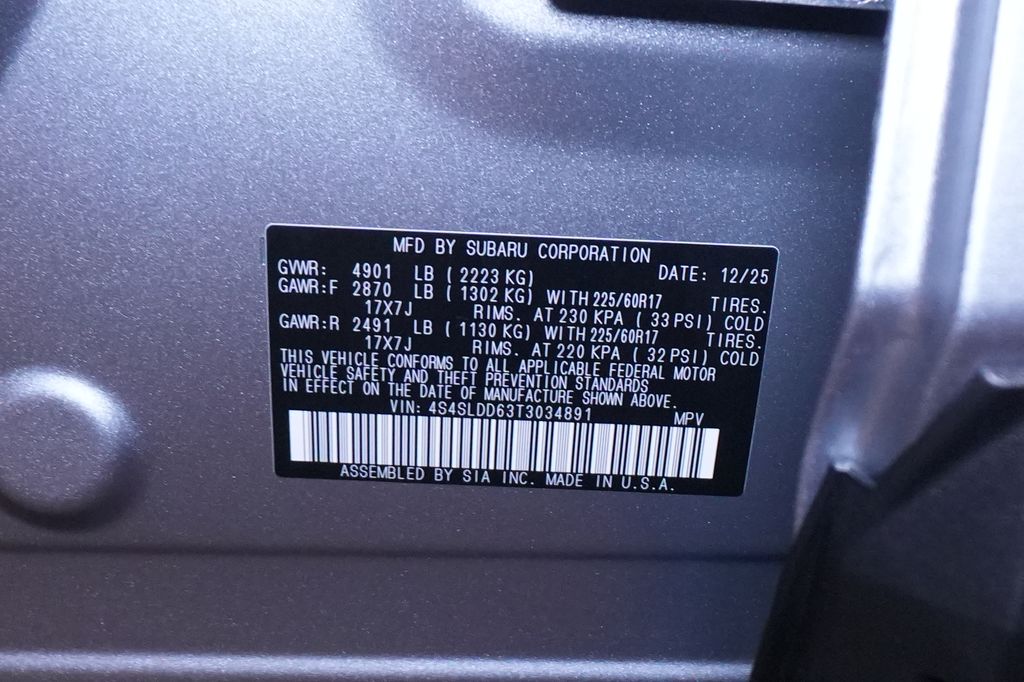 MFD BY SUBARU CORPORATION
GVWR: 4901 LB ( 2223 KG) DATE: 12/25
GAWR:F 2870 LB ( 1302 KG) WITH 225/60R17 TIRES.
17X7J RIMS. AT 230 KPA ( 33 PSI) COLD
GAWR:R 2491 LB ( 1130 KG) WITH 225/60R17 TIRES.
17X7J RIMS. AT 220 KPA ( 32 PSI) COLD
THIS VEHICLE CONFORMS TO ALL APPLICABLE FEDERAL MOTOR
VEHICLE SAFETY AND THEFT PREVENTION STANDARDS
IN EFFECT ON THE DATE OF MANUFACTURE SHOWN ABOVE.
VIN: 4S4SLDD63T3034891 MPV
ASSEMBLED BY SIA INC. MADE IN U.S.A.